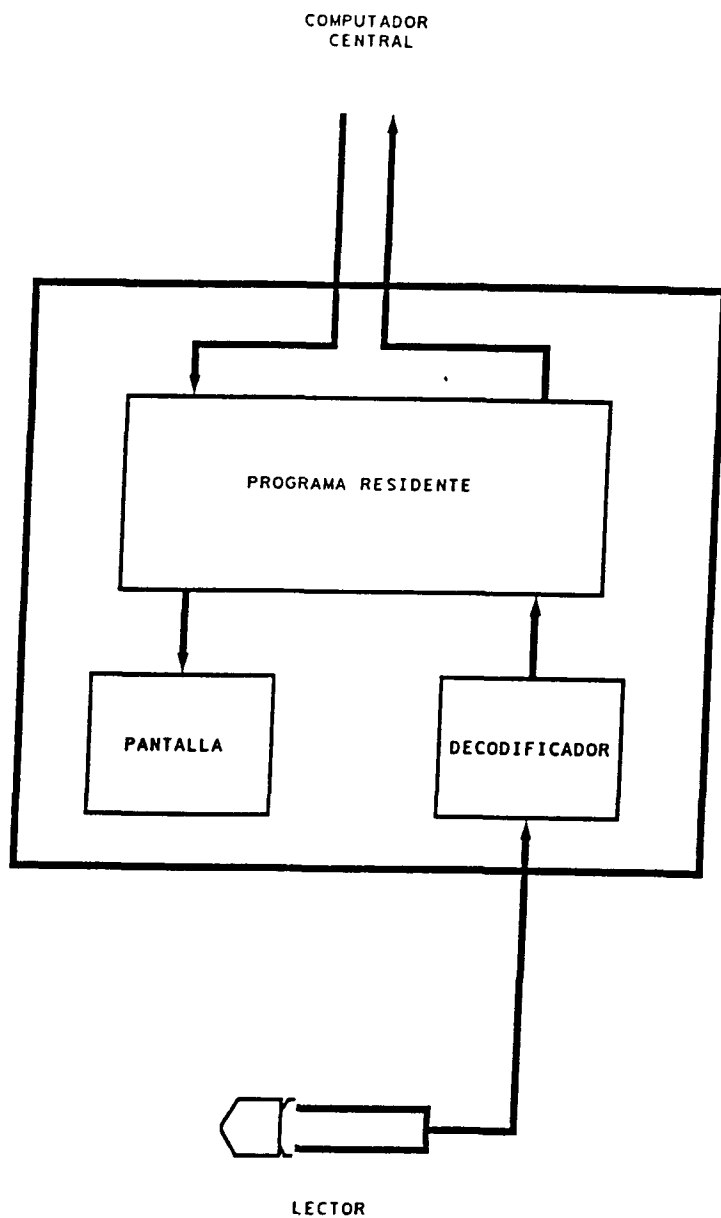 COMPUTADOR
CENTRAL
PROGRAMA RESIDENTE
PANTALLA
DECODIFICADOR
LECTOR